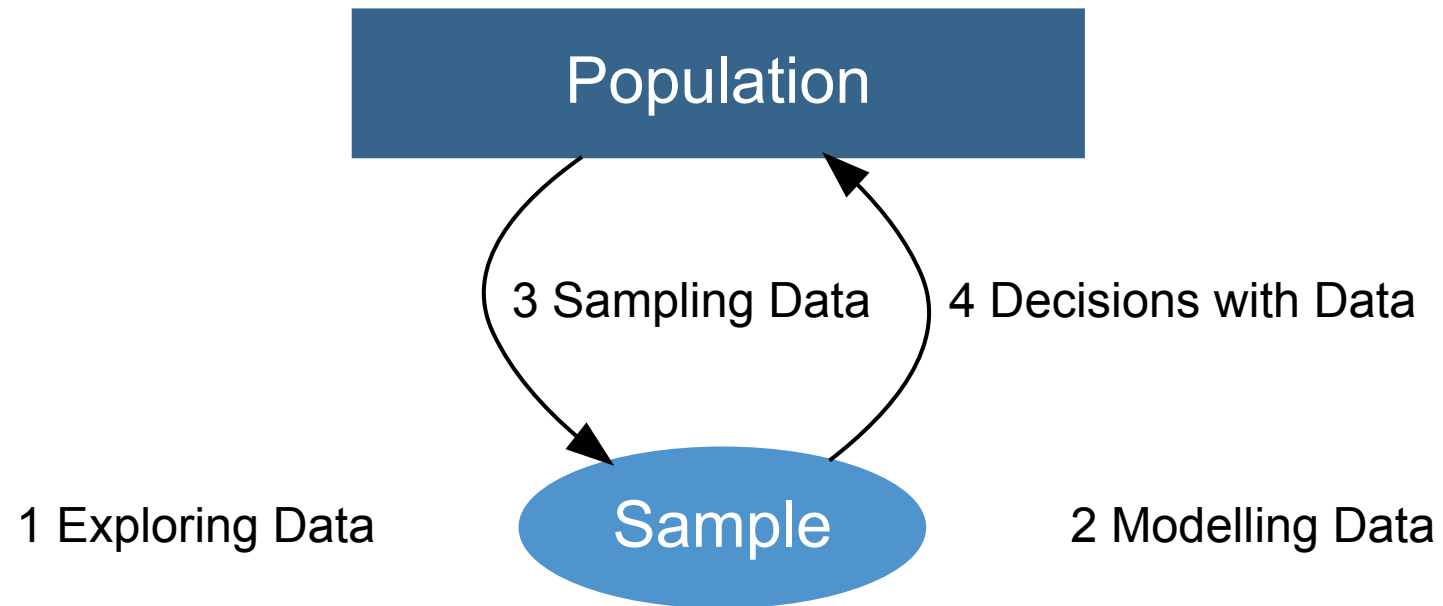 Population
3 Sampling Data
4 Decisions with Data
1 Exploring Data
Sample
2 Modelling Data